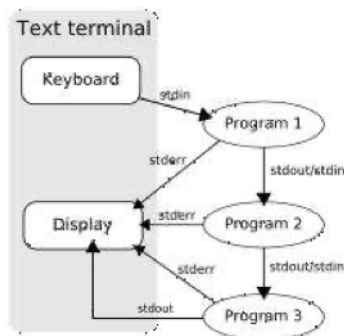 Text terminal
Keyboard
stdin
Program 1
stderr
stdout/stdin
Display
stderr
Program 2
stderr
stdout/stdin
stdout
Program 3